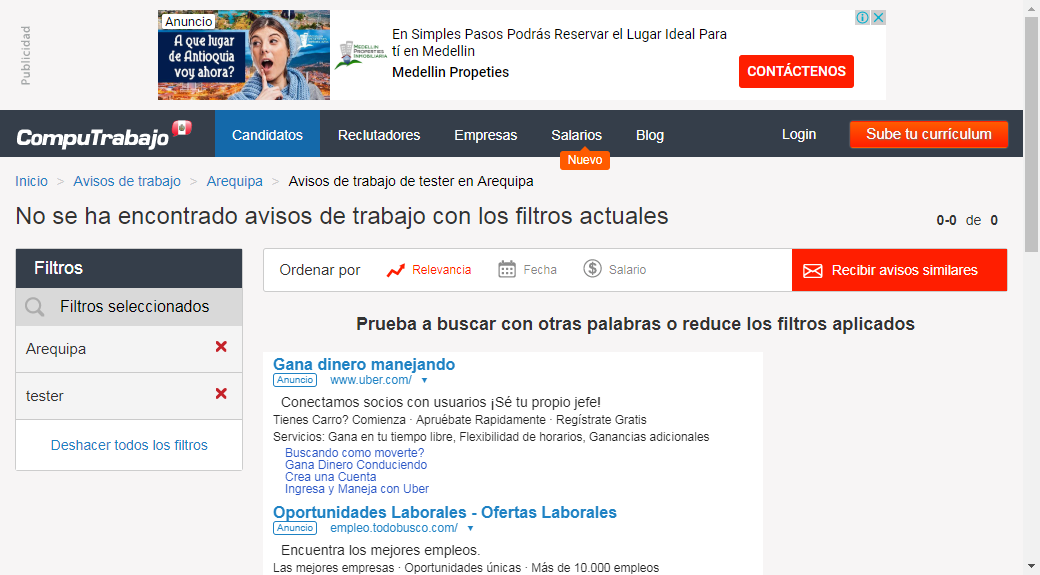 Publicidad
Anuncio
A que lugar
de Antioquia
voy ahora?
MEDELLIN
PROPERTIES
INMOBILIARIA
En Simples Pasos Podrás Reservar el Lugar Ideal Para
tí en Medellin
Medellin Propeties
CONTÁCTENOS
CompuTrabajo
Candidatos
Reclutadores
Empresas
Salarios
Nuevo
Blog
Login
Sube tu currículum
Inicio > Avisos de trabajo > Arequipa > Avisos de trabajo de tester en Arequipa
No se ha encontrado avisos de trabajo con los filtros actuales
0-0 de 0
Filtros
Filtros seleccionados
Arequipa
tester
Deshacer todos los filtros
Ordenar por
Relevancia
Fecha
Salario
Recibir avisos similares
Prueba a buscar con otras palabras o reduce los filtros aplicados
Gana dinero manejando
Anuncio www.uber.com/
Conectamos socios con usuarios ¡Sé tu propio jefe!
Tienes Carro? Comienza · Apruébate Rapidamente · Regístrate Gratis
Servicios: Gana en tu tiempo libre, Flexibilidad de horarios, Ganancias adicionales
Buscando como moverte?
Gana Dinero Conduciendo
Crea una Cuenta
Ingresa y Maneja con Uber
Oportunidades Laborales - Ofertas Laborales
Anuncio empleo.todobusco.com/
Encuentra los mejores empleos.
Las mejores empresas · Oportunidades únicas · Más de 10.000 empleos